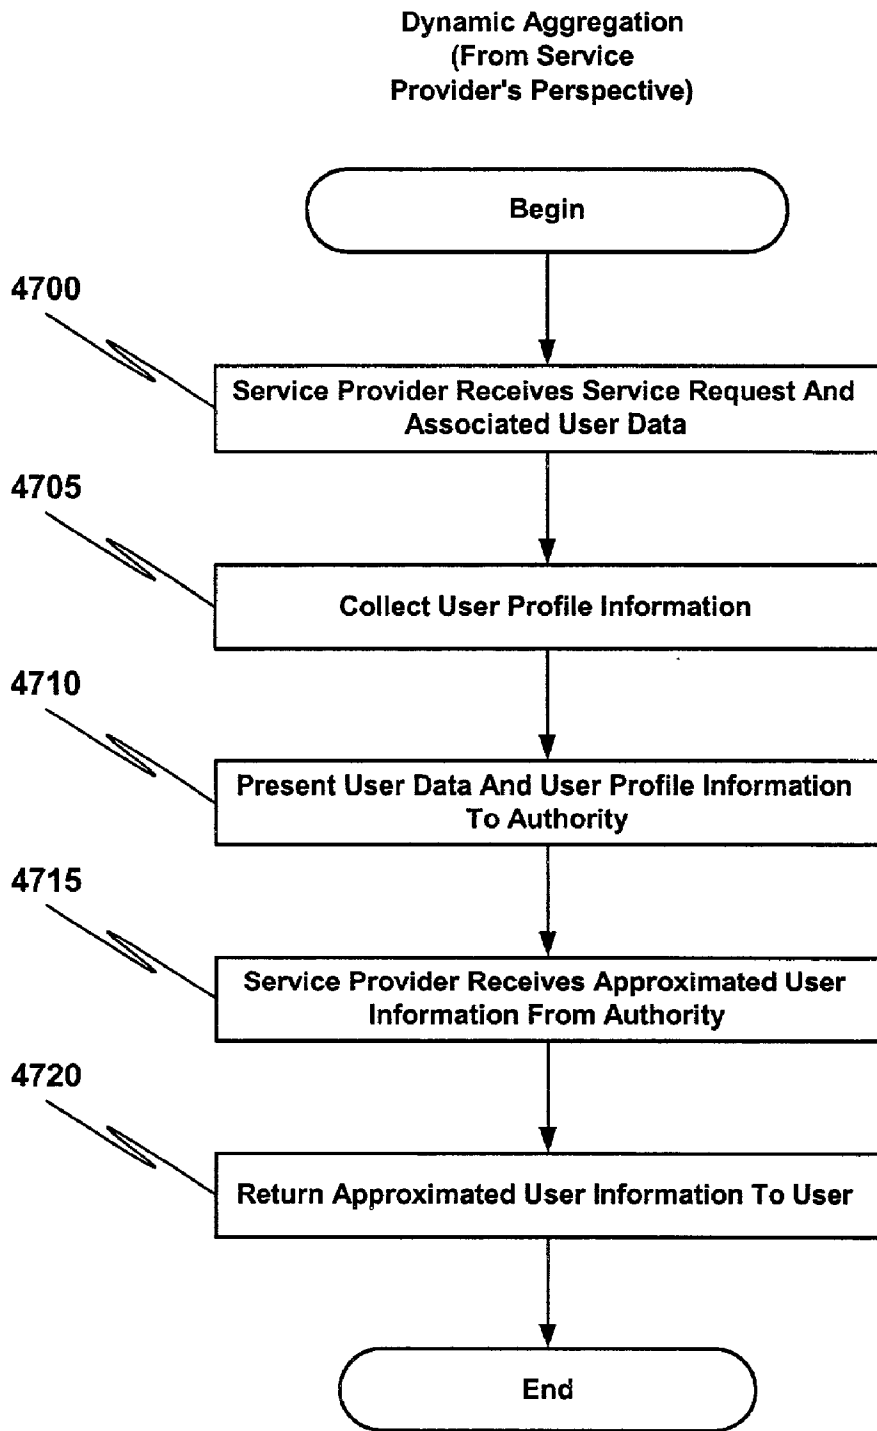 Dynamic Aggregation
(From Service
Provider's Perspective)
Begin
4700
Service Provider Receives Service Request And
Associated User Data
4705
Collect User Profile Information
4710
Present User Data And User Profile Information
To Authority
4715
Service Provider Receives Approximated User
Information From Authority
4720
Return Approximated User Information To User
End